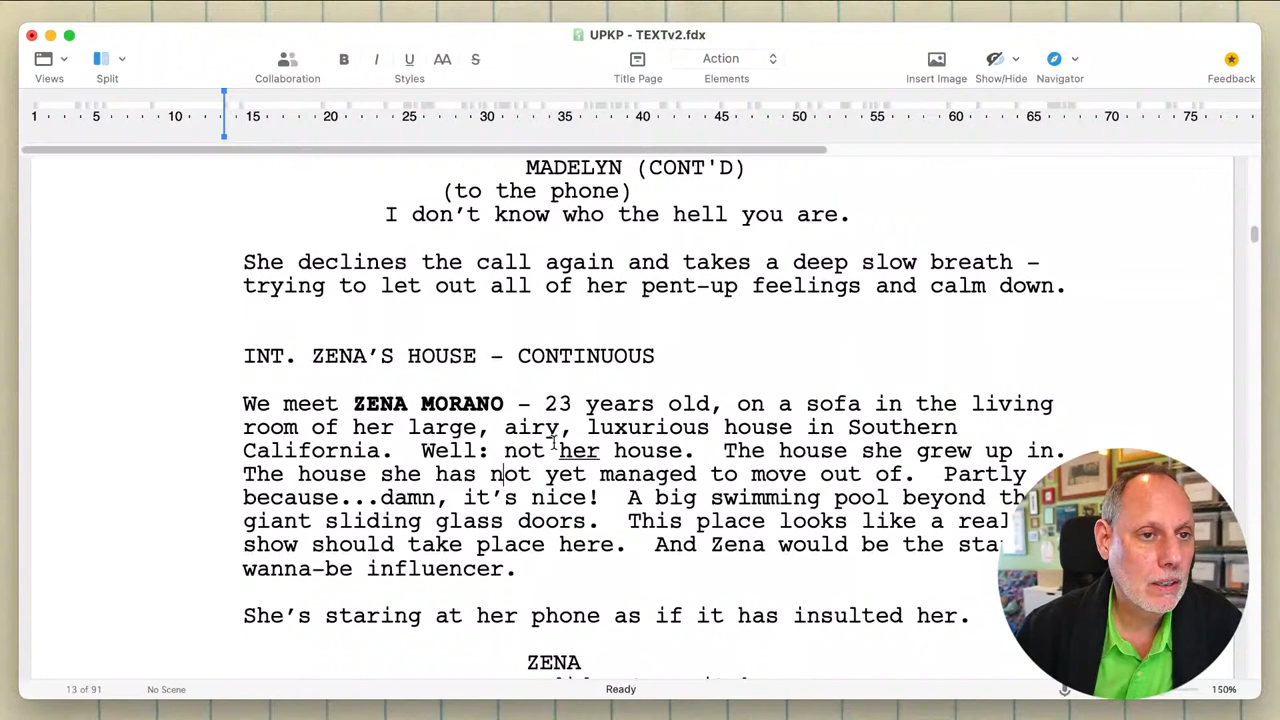 UPKP - TEXTv2.fdx
Views
Split
Collaboration
B I U AA S
Styles
Title Page
Action
Elements
Insert Image
Show/Hide
Navigator
Feedback
1 5 10 15 20 25 30 35 40 45 50 55 60 65 70 75
MADELYN (CONT'D)
(to the phone)
I don’t know who the hell you are.
She declines the call again and takes a deep slow breath –
trying to let out all of her pent-up feelings and calm down.
INT. ZENA’S HOUSE – CONTINUOUS
We meet ZENA MORANO – 23 years old, on a sofa in the living
room of her large, airy, luxurious house in Southern
California. Well: not her house. The house she grew up in.
The house she has not yet managed to move out of. Partly
because...damn, it’s nice! A big swimming pool beyond
giant sliding glass doors. This place looks like a real
show should take place here. And Zena would be the
wanna-be influencer.
She’s staring at her phone as if it has insulted her.
ZENA
13 of 91
No Scene
Ready
150%